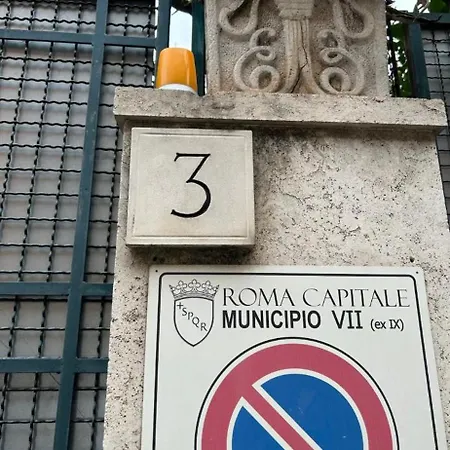 3
ROMA CAPITALE
MUNICIPIO VII (ex IX)
SPQR